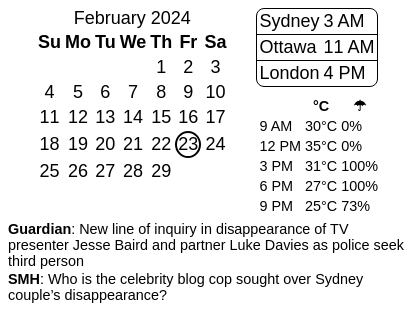 February 2024
Su Mo Tu We Th Fr Sa
1 2 3
4 5 6 7 8 9 10
11 12 13 14 15 16 17
18 19 20 21 22 23 24
25 26 27 28 29
Sydney 3 AM
Ottawa 11 AM
London 4 PM
°C ☂
9 AM 30°C 0%
12 PM 35°C 0%
3 PM 31°C 100%
6 PM 27°C 100%
9 PM 25°C 73%
Guardian: New line of inquiry in disappearance of TV
presenter Jesse Baird and partner Luke Davies as police seek
third person
SMH: Who is the celebrity blog cop sought over Sydney
couple’s disappearance?